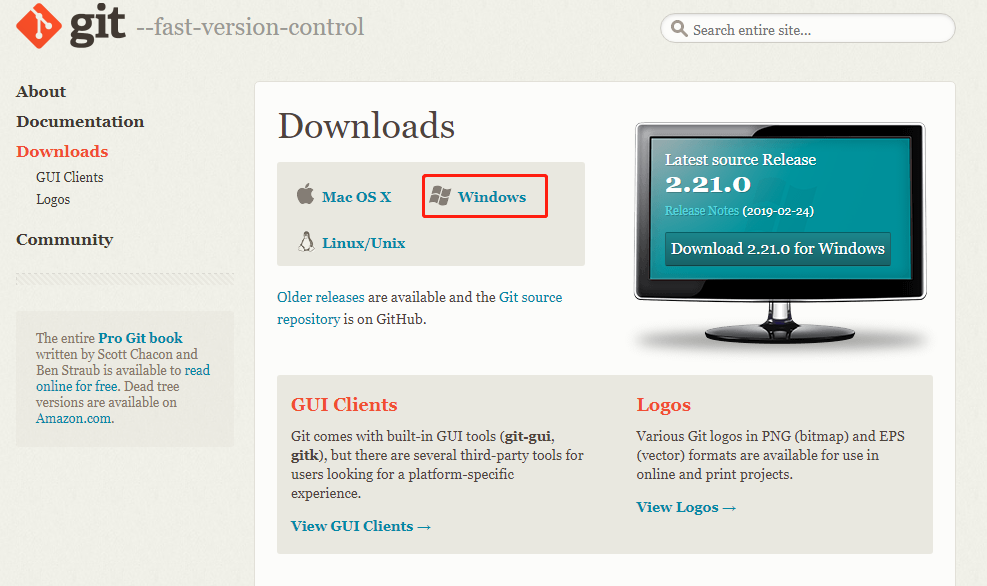 git --fast-version-control
Search entire site...
About
Documentation
Downloads
GUI Clients
Logos
Community
The entire Pro Git book
written by Scott Chacon and
Ben Straub is available to read
online for free. Dead tree
versions are available on
Amazon.com.
Downloads
Mac OS X
Windows
Linux/Unix
Older releases are available and the Git source
repository is on GitHub.
Latest source Release
2.21.0
Release Notes (2019-02-24)
Download 2.21.0 for Windows
GUI Clients
Git comes with built-in GUI tools (git-gui,
gitk), but there are several third-party tools for
users looking for a platform-specific
experience.
View GUI Clients →
Logos
Various Git logos in PNG (bitmap) and EPS
(vector) formats are available for use in
online and print projects.
View Logos →